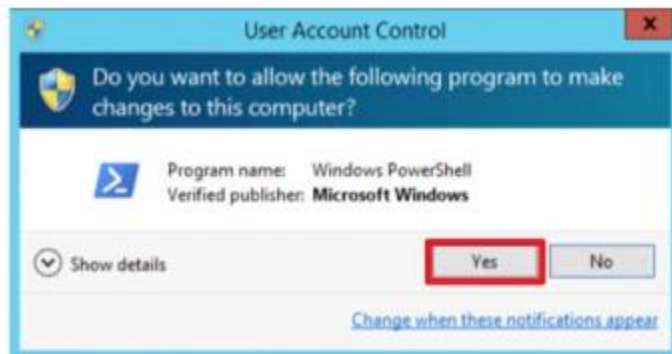 User Account Control
Do you want to allow the following program to make
changes to this computer?
Program name: Windows PowerShell
Verified publisher: Microsoft Windows
Show details
Yes
No
Change when these notifications appear